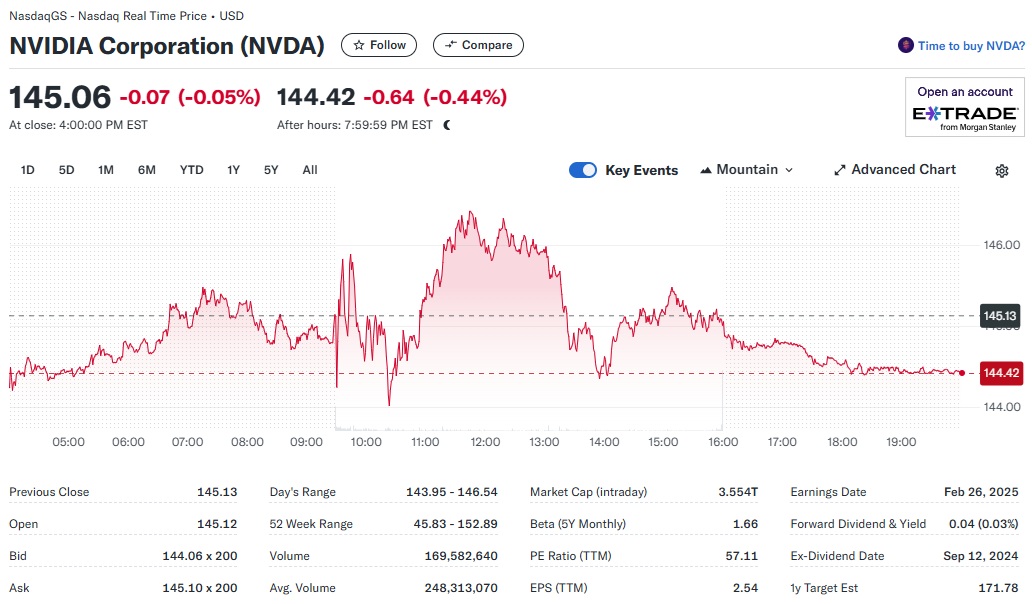 NasdaqGS - Nasdaq Real Time Price • USD
NVIDIA Corporation (NVDA)
Follow
Compare
Time to buy NVDA?
145.06 -0.07 (-0.05%)
144.42 -0.64 (-0.44%)
At close: 4:00:00 PM EST
After hours: 7:59:59 PM EST
Open an account
E*TRADE
from Morgan Stanley
1D 5D 1M 6M YTD 1Y 5Y All
Key Events
Mountain
Advanced Chart
146.00
145.13
144.42
144.00
05:00 06:00 07:00 08:00 09:00 10:00 11:00 12:00 13:00 14:00 15:00 16:00 17:00 18:00 19:00
Previous Close 145.13
Open 145.12
Bid 144.06 x 200
Ask 145.10 x 200
Day's Range 143.95 - 146.54
52 Week Range 45.83 - 152.89
Volume 169,582,640
Avg. Volume 248,313,070
Market Cap (intraday) 3.554T
Beta (5Y Monthly) 1.66
PE Ratio (TTM) 57.11
EPS (TTM) 2.54
Earnings Date Feb 26, 2025
Forward Dividend & Yield 0.04 (0.03%)
Ex-Dividend Date Sep 12, 2024
1y Target Est 171.78